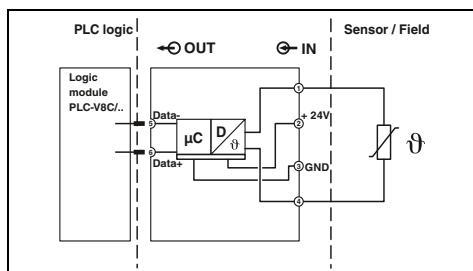 PLC logic
OUT
IN
Sensor / Field
Logic
module
PLC-V8C/..
1
Data-
5
+ 24V
2
µC
D
ϑ
ϑ
6
Data+
3
GND
4